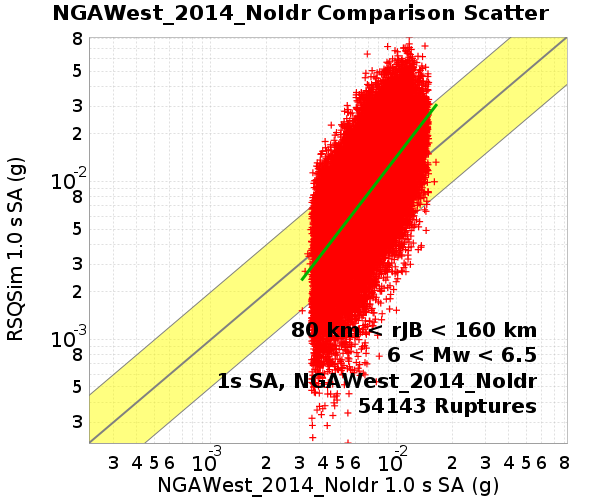 NGAWest_2014_NoIdr Comparison Scatter
RSQSim 1.0 s SA (g)
8
5
3
2
10⁻²
8
5
3
2
10⁻³
8
5
3
80 km < rJB < 160 km
6 < Mw < 6.5
1s SA, NGAWest_2014_NoIdr
54143 Ruptures
3 4 5 6 10⁻³ 2 3 4 5 6 10⁻² 2 3 4 5 6 8
NGAWest_2014_NoIdr 1.0 s SA (g)